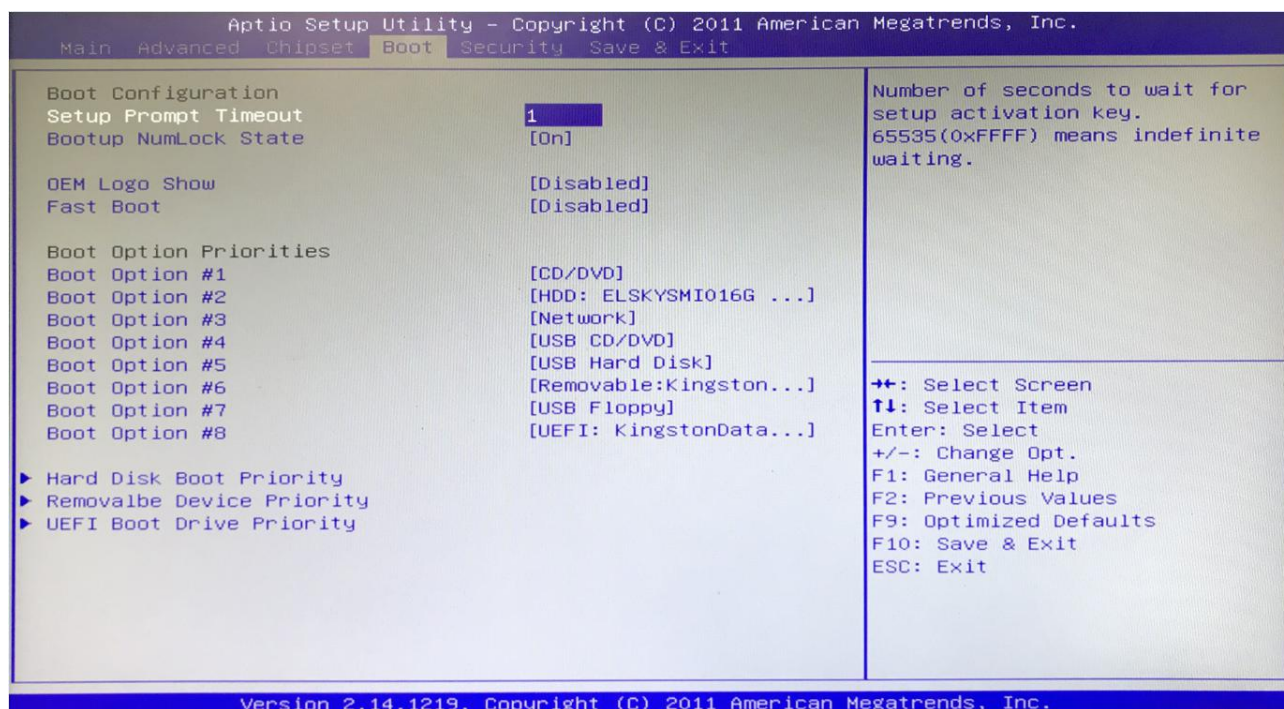 Aptio Setup Utility – Copyright (C) 2011 American Megatrends, Inc.
Main Advanced Chipset Boot Security Save & Exit
Boot Configuration
Setup Prompt Timeout 1
Bootup NumLock State [On]
OEM Logo Show [Disabled]
Fast Boot [Disabled]
Boot Option Priorities
Boot Option #1 [CD/DVD]
Boot Option #2 [HDD: ELSKYSMI016G ...]
Boot Option #3 [Network]
Boot Option #4 [USB CD/DVD]
Boot Option #5 [USB Hard Disk]
Boot Option #6 [Removable:Kingston...]
Boot Option #7 [USB Floppy]
Boot Option #8 [UEFI: KingstonData...]
▶ Hard Disk Boot Priority
▶ Removalbe Device Priority
▶ UEFI Boot Drive Priority
Number of seconds to wait for
setup activation key.
65535(0xFFFF) means indefinite
waiting.
→←: Select Screen
↑↓: Select Item
Enter: Select
+/-: Change Opt.
F1: General Help
F2: Previous Values
F9: Optimized Defaults
F10: Save & Exit
ESC: Exit
Version 2.14.1219. Copyright (C) 2011 American Megatrends, Inc.